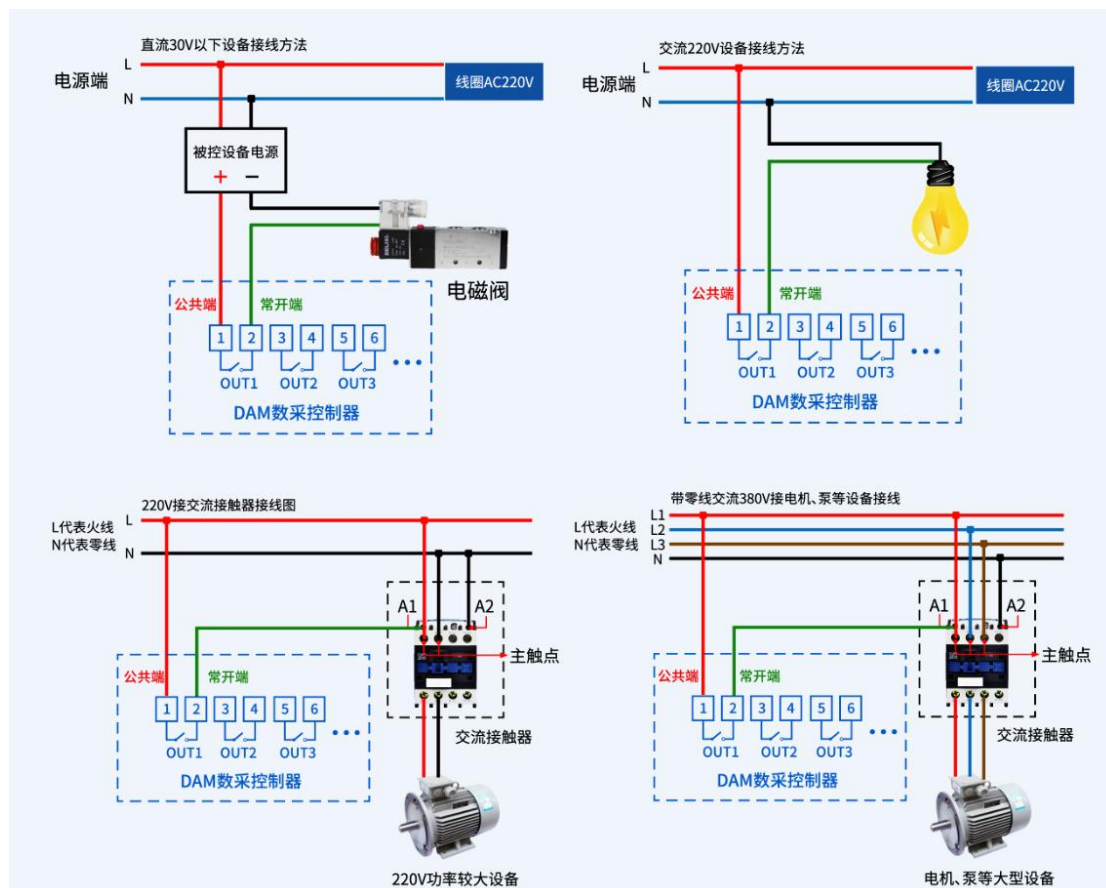 直流30V以下设备接线方法
L
电源端
N
线圈AC220V
被控设备电源
+ −
电磁阀
公共端
常开端
1 2 3 4 5 6
OUT1 OUT2 OUT3
DAM数采控制器
交流220V设备接线方法
L
电源端
N
线圈AC220V
公共端
常开端
1 2 3 4 5 6
OUT1 OUT2 OUT3
DAM数采控制器
220V接交流接触器接线图
L代表火线 L
N代表零线 N
A1 A2
主触点
公共端
常开端
1 2 3 4 5 6
OUT1 OUT2 OUT3
DAM数采控制器
交流接触器
220V功率较大设备
带零线交流380V接电机、泵等设备接线
L1
L代表火线 L2
N代表零线 L3
N
A1 A2
主触点
公共端
常开端
1 2 3 4 5 6
OUT1 OUT2 OUT3
DAM数采控制器
交流接触器
电机、泵等大型设备